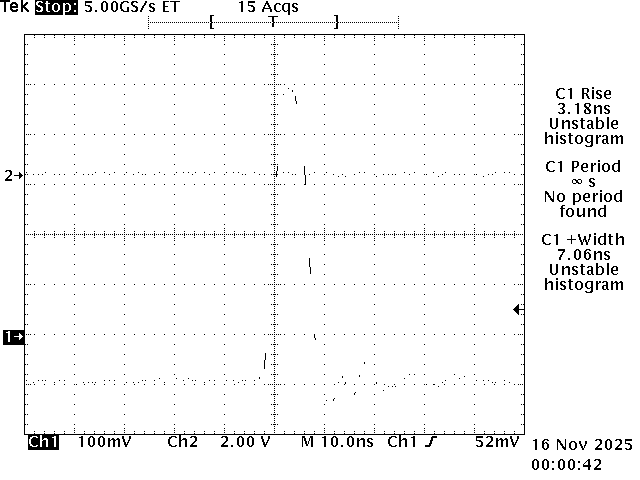 Tek Stop: 5.00GS/s ET 15 Acqs
[ T ]
C1 Rise
3.18ns
Unstable
histogram
2→
C1 Period
∞ s
No period
found
C1 +Width
7.06ns
Unstable
histogram
1→
Ch1 100mV Ch2 2.00 V M 10.0ns Ch1 52mV
16 Nov 2025
00:00:42